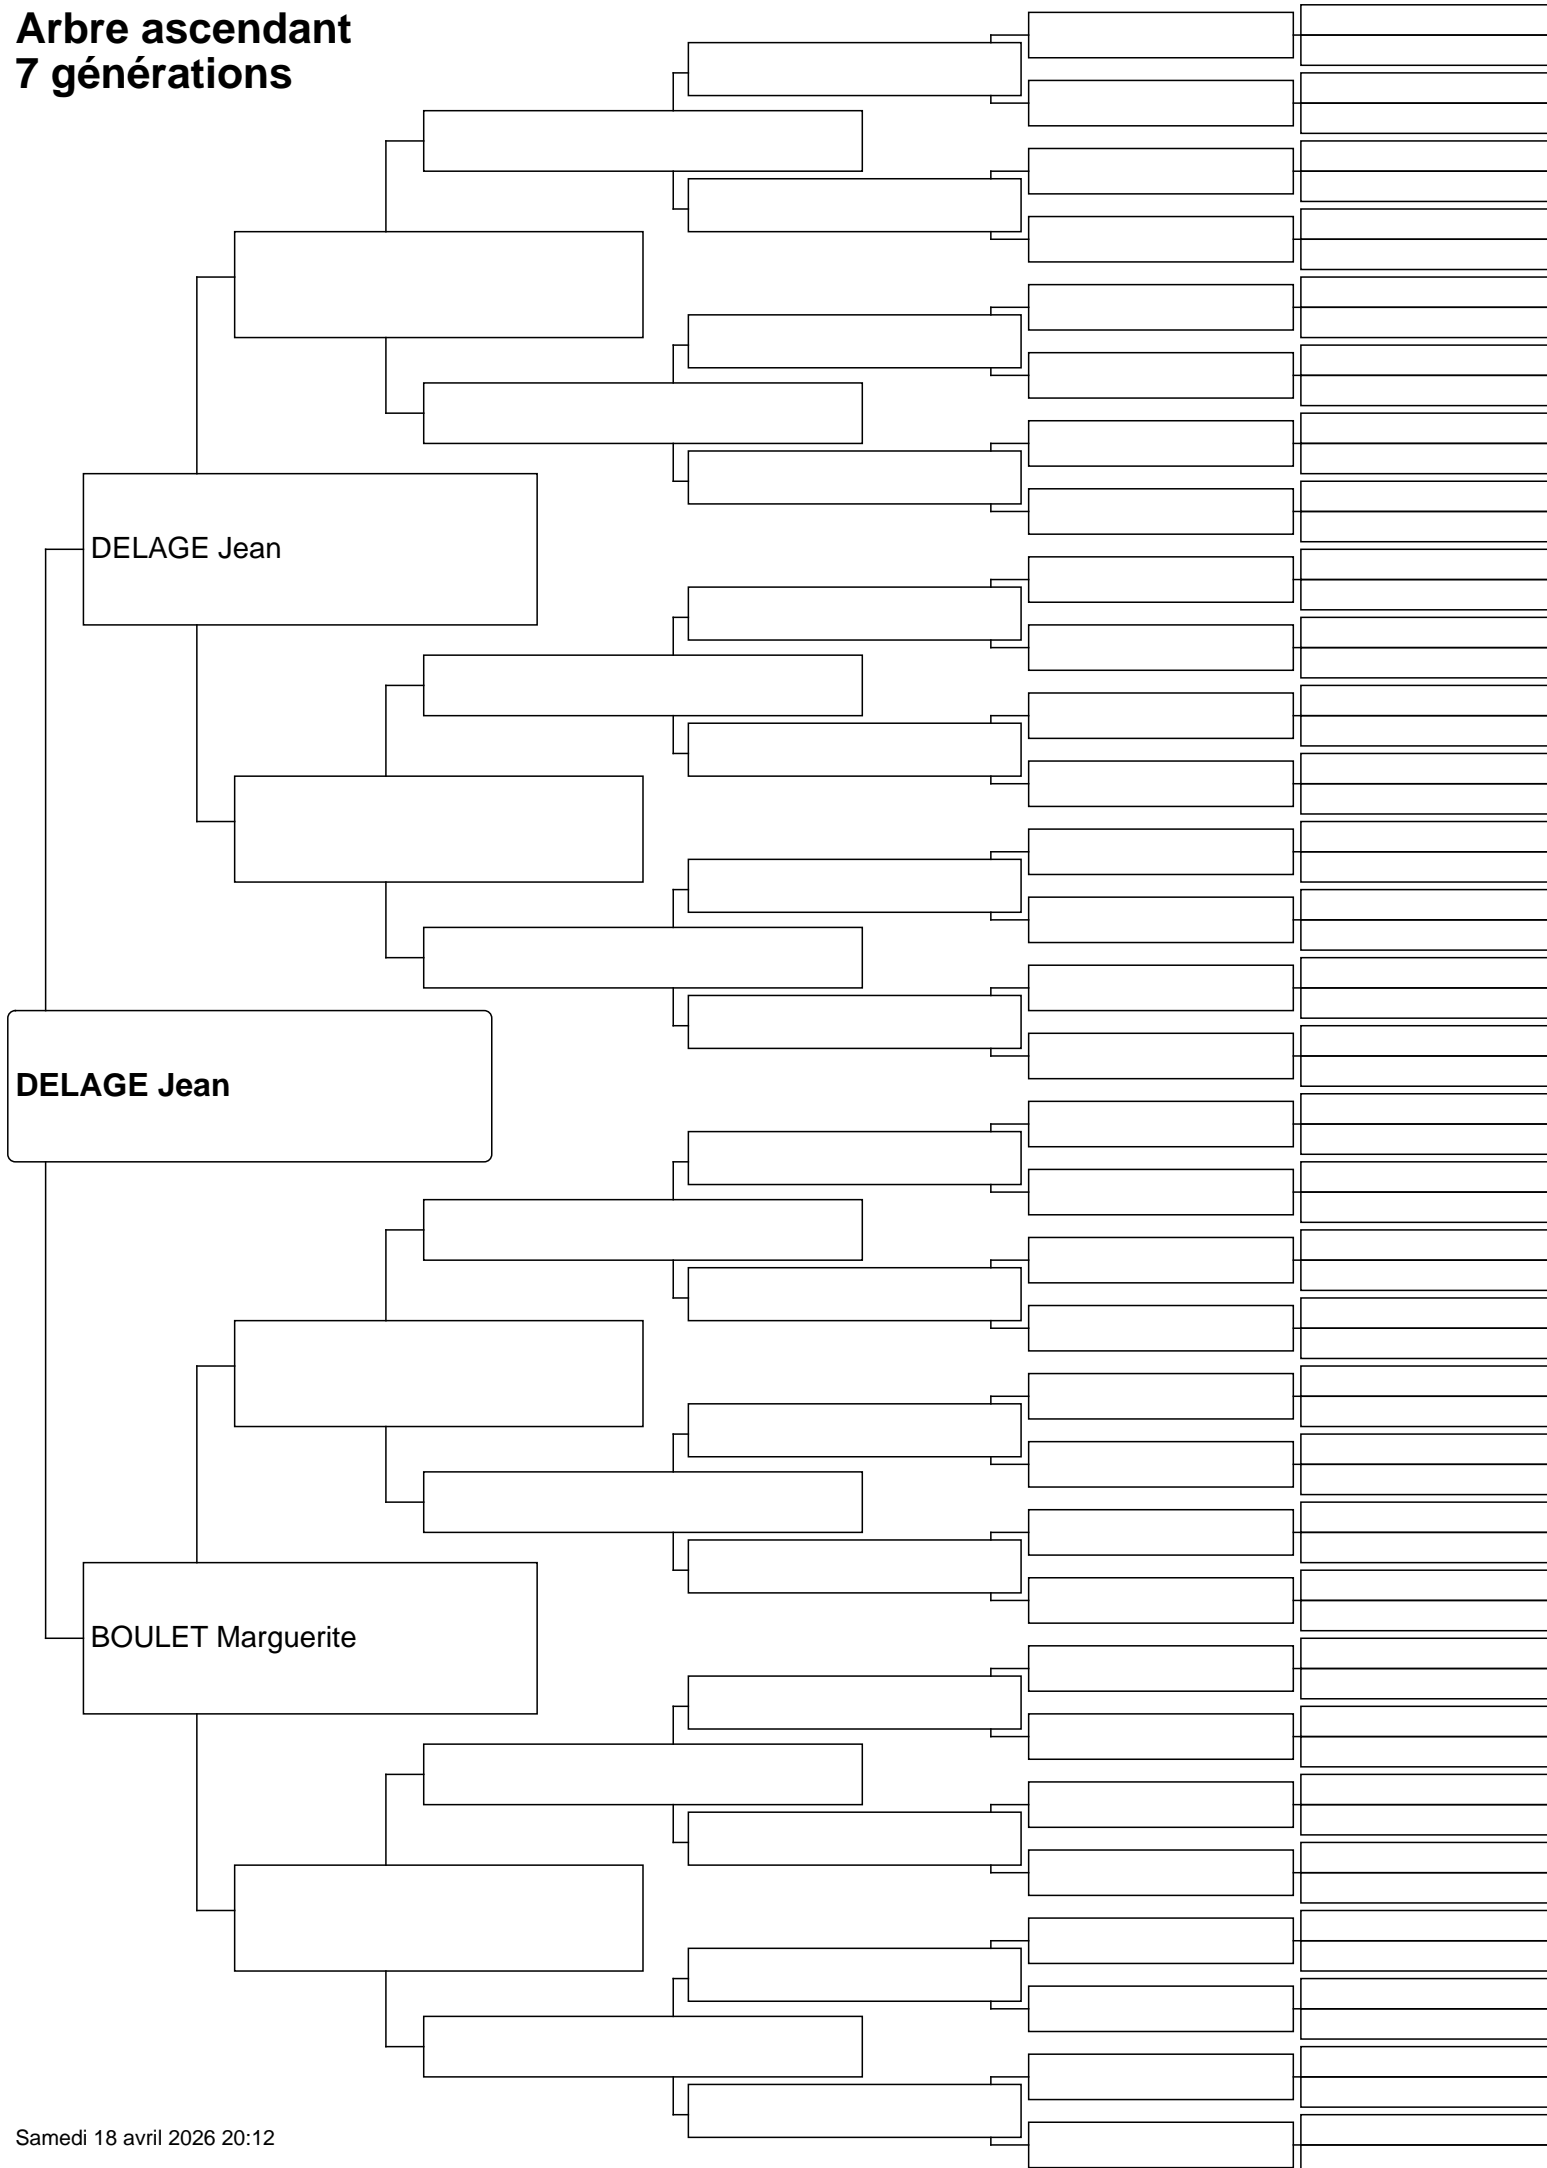 Arbre ascendant
7 générations
DELAGE Jean
DELAGE Jean
BOULET Marguerite
Samedi 18 avril 2026 20:12